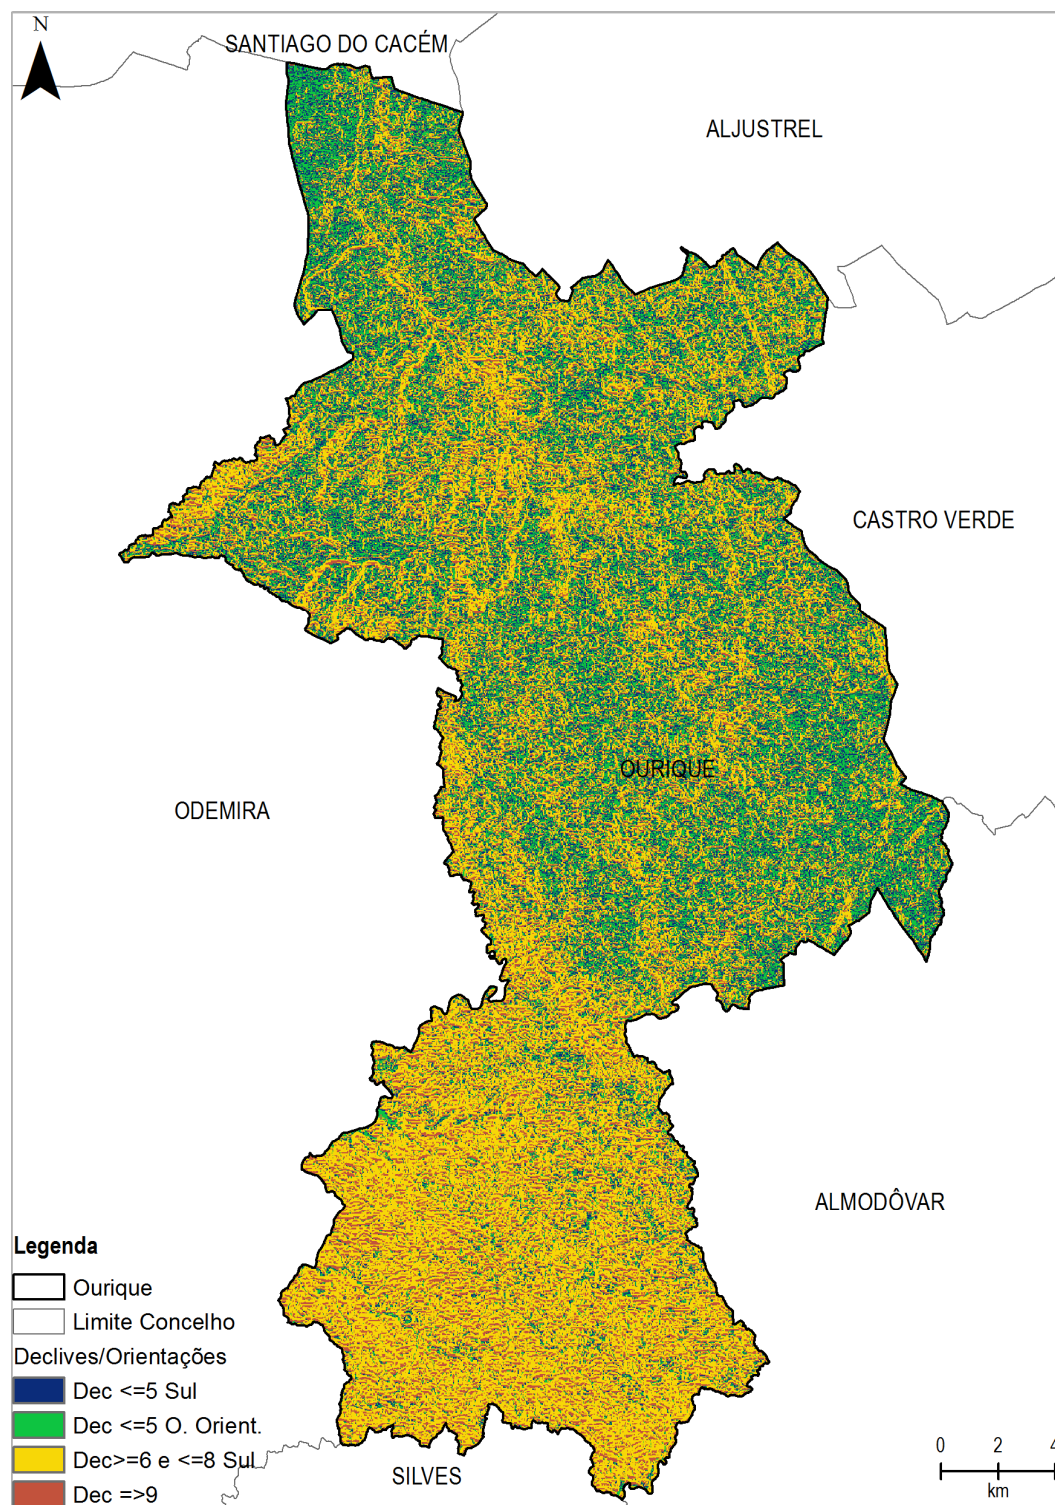 N
SANTIAGO DO CACÉM
ALJUSTREL
CASTRO VERDE
OURIQUE
ODEMIRA
ALMODÔVAR
Legenda
Ourique
Limite Concelho
Declives/Orientações
Dec <=5 Sul
Dec <=5 O. Orient.
Dec>=6 e <=8 Sul
Dec =>9
SILVES
0 2 4
km